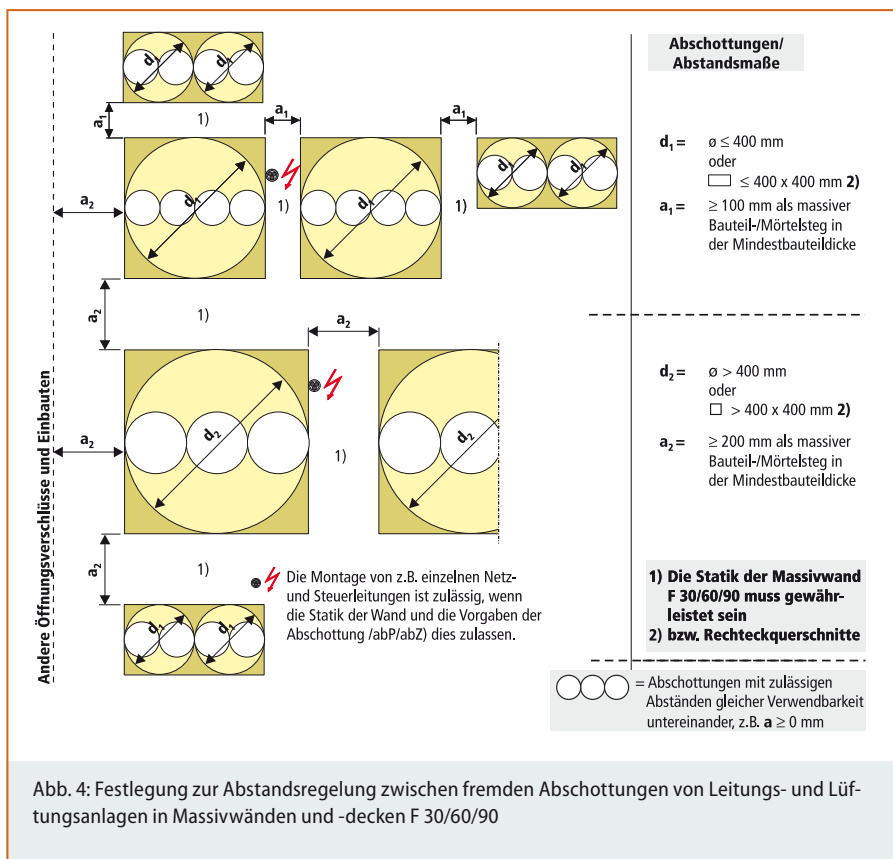 Abschottungen/
Abstandsmaße
d₁
d₁
a₁
1)
a₁
a₁
d₁ = ø ≤ 400 mm
oder
≤ 400 x 400 mm 2)
a₁ = ≥ 100 mm als massiver
Bauteil-/Mörtelsteg in
der Mindestbauteildicke
d₁
d₁
a₂
d₁
1)
d₁
1)
a₂
1)
a₂
d₂ = ø > 400 mm
oder
> 400 x 400 mm 2)
a₂ = ≥ 200 mm als massiver
Bauteil-/Mörtelsteg in
der Mindestbauteildicke
a₂
d₂
1)
d₂
Andere Öffnungsverschlüsse und Einbauten
a₂
1)
Die Montage von z.B. einzelnen Netz-
und Steuerleitungen ist zulässig, wenn
die Statik der Wand und die Vorgaben der
Abschottung /abP/abZ) dies zulassen.
d₁
d₁
1) Die Statik der Massivwand
F 30/60/90 muss gewähr-
leistet sein
2) bzw. Rechteckquerschnitte
= Abschottungen mit zulässigen
Abständen gleicher Verwendbarkeit
untereinander, z.B. a ≥ 0 mm
Abb. 4: Festlegung zur Abstandsregelung zwischen fremden Abschottungen von Leitungs- und Lüf-
tungsanlagen in Massivwänden und -decken F 30/60/90